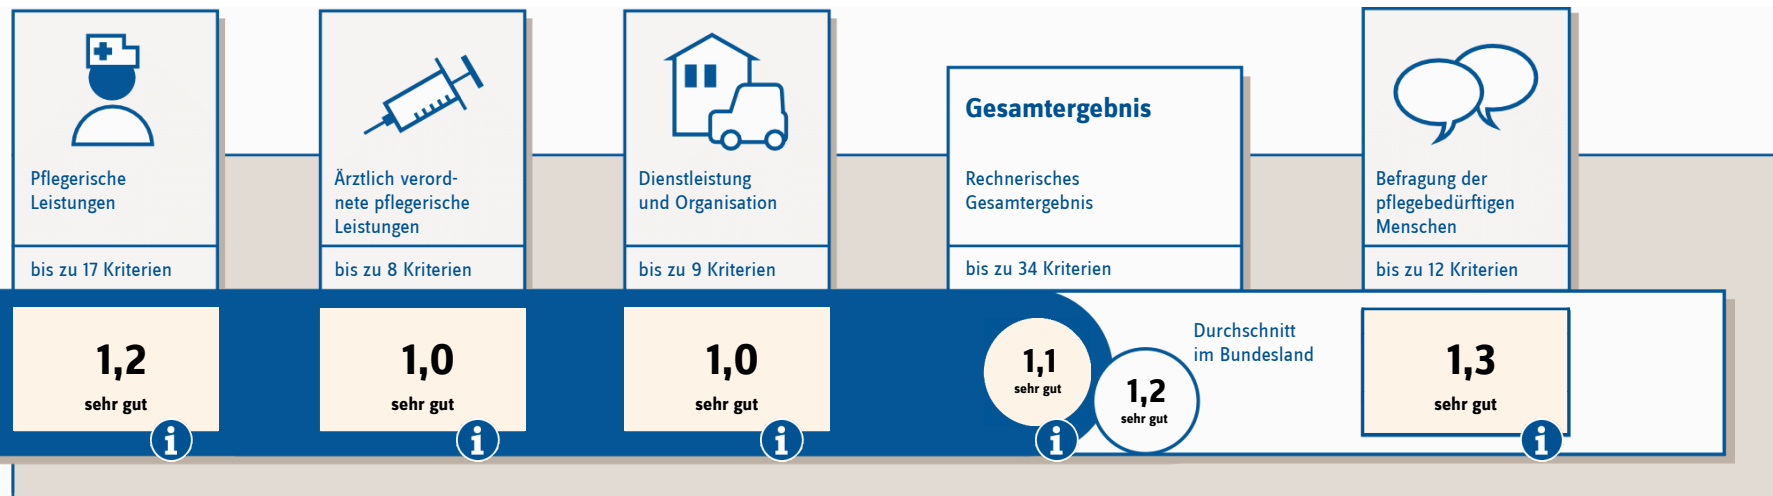 Pflegerische
Leistungen
bis zu 17 Kriterien
1,2
sehr gut
i
Ärztlich verord-
nete pflegerische
Leistungen
bis zu 8 Kriterien
1,0
sehr gut
i
Dienstleistung
und Organisation
bis zu 9 Kriterien
1,0
sehr gut
i
Gesamtergebnis
Rechnerisches
Gesamtergebnis
bis zu 34 Kriterien
1,1
sehr gut
i
1,2
sehr gut
Durchschnitt
im Bundesland
Befragung der
pflegebedürftigen
Menschen
bis zu 12 Kriterien
1,3
sehr gut
i